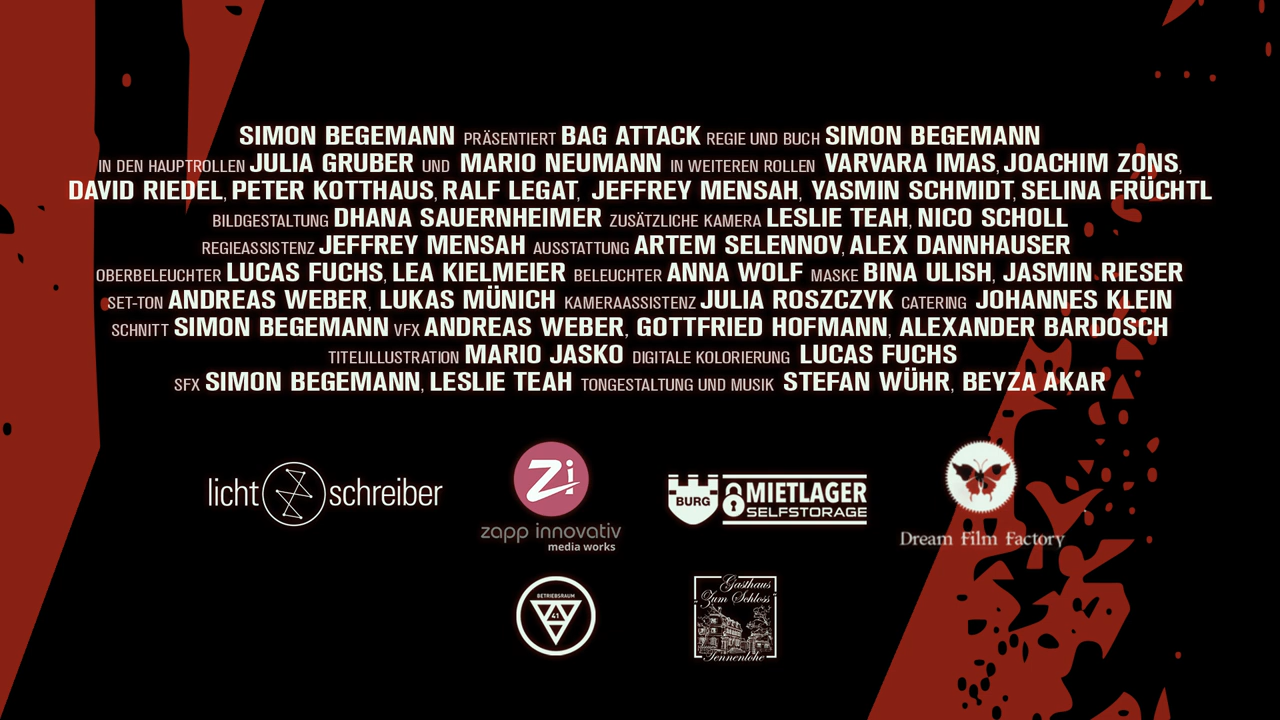 SIMON BEGEMANN PRÄSENTIERT BAG ATTACK REGIE UND BUCH SIMON BEGEMANN
IN DEN HAUPTROLLEN JULIA GRUBER UND MARIO NEUMANN IN WEITEREN ROLLEN VARVARA IMAS, JOACHIM ZONS,
DAVID RIEDEL, PETER KOTTHAUS, RALF LEGAT, JEFFREY MENSAH, YASMIN SCHMIDT, SELINA FRÜCHTL
BILDGESTALTUNG DHANA SAUERNHEIMER ZUSÄTZLICHE KAMERA LESLIE TEAH, NICO SCHOLL
REGIEASSISTENZ JEFFREY MENSAH AUSSTATTUNG ARTEM SELENNOV, ALEX DANNHAUSER
OBERBELEUCHTER LUCAS FUCHS, LEA KIELMEIER BELEUCHTER ANNA WOLF MASKE BINA ULISH, JASMIN RIESER
SET-TON ANDREAS WEBER, LUKAS MÜNICH KAMERAASSISTENZ JULIA ROSZCZYK CATERING JOHANNES KLEIN
SCHNITT SIMON BEGEMANN VFX ANDREAS WEBER, GOTTFRIED HOFMANN, ALEXANDER BARDOSCH
TITELILLUSTRATION MARIO JASKO DIGITALE KOLORIERUNG LUCAS FUCHS
SFX SIMON BEGEMANN, LESLIE TEAH TONGESTALTUNG UND MUSIK STEFAN WÜHR, BEYZA AKAR
licht schreiber
Zi
zapp innovativ
media works
BURG
MIETLAGER
SELFSTORAGE
Dream Film Factory
BETRIEBSRAUM
41
Gasthaus
"Zum Schloss"
Tennenlohe